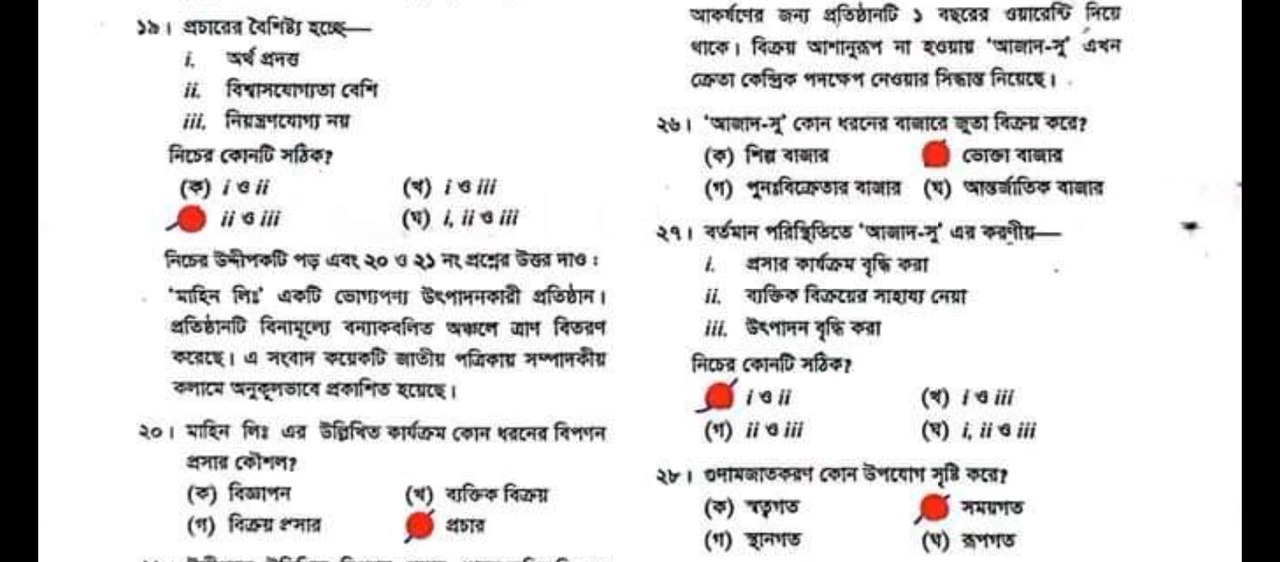 ১৯। প্রচারের বৈশিষ্ট্য হচ্ছে—
i. অর্থ প্রদত্ত
ii. বিশ্বাসযোগ্যতা বেশি
iii. নিয়ন্ত্রণযোগ্য নয়
নিচের কোনটি সঠিক?
(ক) i ও ii (খ) i ও iii
ii ও iii (ঘ) i, ii ও iii
নিচের উদ্দীপকটি পড় এবং ২০ ও ২১ নং প্রশ্নের উত্তর দাও :
'মাহিন লিঃ' একটি ভোগ্যপণ্য উৎপাদনকারী প্রতিষ্ঠান।
প্রতিষ্ঠানটি বিনামূল্যে বন্যাকবলিত অঞ্চলে ত্রাণ বিতরণ
করেছে। এ সংবাদ কয়েকটি জাতীয় পত্রিকায় সম্পাদকীয়
কলামে অনুকূলভাবে প্রকাশিত হয়েছে।
২০। মাহিন লিঃ এর উল্লিখিত কার্যক্রম কোন ধরনের বিপণন
প্রসার কৌশল?
(ক) বিজ্ঞাপন (খ) ব্যক্তিক বিক্রয়
(গ) বিক্রয় প্রসার প্রচার
আকর্ষণের জন্য প্রতিষ্ঠানটি ১ বছরের ওয়ারেন্টি দিয়ে
থাকে। বিক্রয় আশানুরূপ না হওয়ায় 'আজাদ-সু' এখন
ক্রেতা কেন্দ্রিক পদক্ষেপ নেওয়ার সিদ্ধান্ত নিয়েছে।
২৬। 'আজাদ-সু' কোন ধরনের বাজারে জুতা বিক্রয় করে?
(ক) শিল্প বাজার ভোক্তা বাজার
(গ) পুনঃবিক্রেতার বাজার (ঘ) আন্তর্জাতিক বাজার
২৭। বর্তমান পরিস্থিতিতে 'আজাদ-সু' এর করণীয়—
i. প্রসার কার্যক্রম বৃদ্ধি করা
ii. ব্যক্তিক বিক্রয়ের সাহায্য নেয়া
iii. উৎপাদন বৃদ্ধি করা
নিচের কোনটি সঠিক?
i ও ii (খ) i ও iii
(গ) ii ও iii (ঘ) i, ii ও iii
২৮। গুদামজাতকরণ কোন উপযোগ সৃষ্টি করে?
(ক) স্বত্বগত সময়গত
(গ) স্থানগত (ঘ) রূপগত